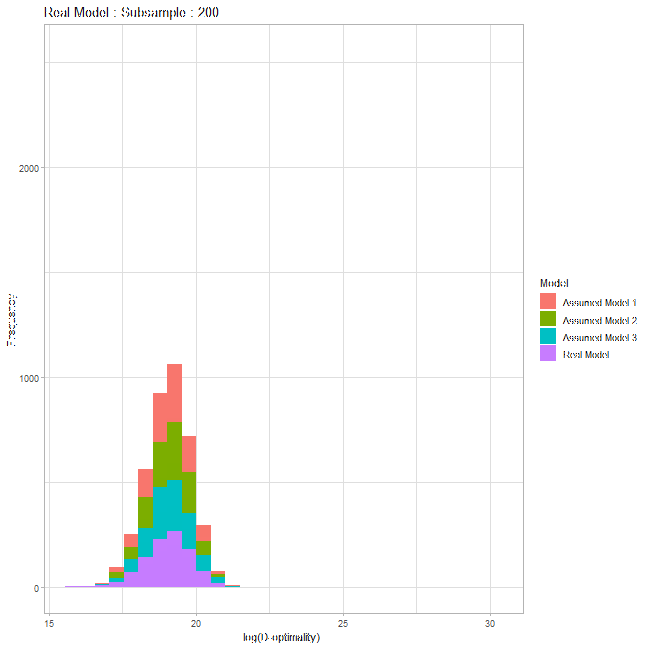 Real Model : Subsample : 200
2000
1000
0
Frequency
15
20
25
30
log(D-optimality)
Model
Assumed Model 1
Assumed Model 2
Assumed Model 3
Real Model